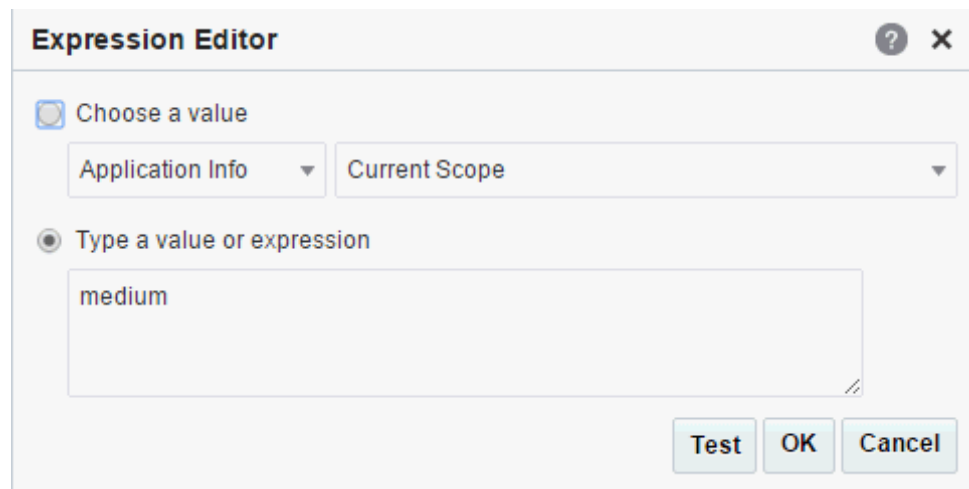 Expression Editor ? ×
Choose a value
Application Info Current Scope
Type a value or expression
medium
Test OK Cancel